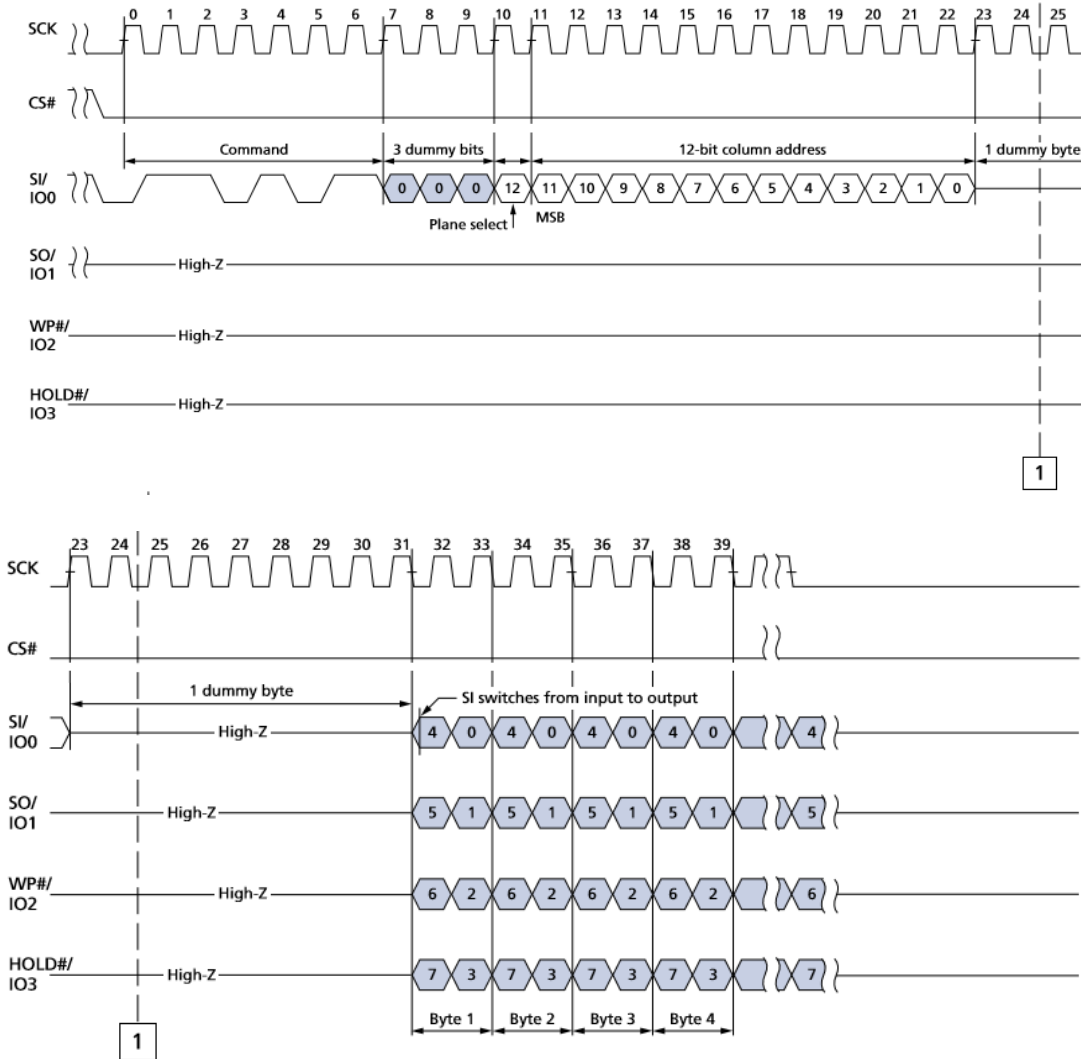 0 1 2 3 4 5 6 7 8 9 10 11 12 13 14 15 16 17 18 19 20 21 22 23 24 25
SCK
CS#
Command 3 dummy bits 12-bit column address 1 dummy byte
SI/
IO0
0 0 0 12 11 10 9 8 7 6 5 4 3 2 1 0
Plane select MSB
SO/
IO1
High-Z
WP#/
IO2
High-Z
HOLD#/
IO3
High-Z
1
23 24 25 26 27 28 29 30 31 32 33 34 35 36 37 38 39
SCK
CS#
1 dummy byte
SI switches from input to output
SI/
IO0
High-Z
4 0 4 0 4 0 4 0 4
SO/
IO1
High-Z
5 1 5 1 5 1 5 1 5
WP#/
IO2
High-Z
6 2 6 2 6 2 6 2 6
HOLD#/
IO3
High-Z
7 3 7 3 7 3 7 3 7
Byte 1 Byte 2 Byte 3 Byte 4
1